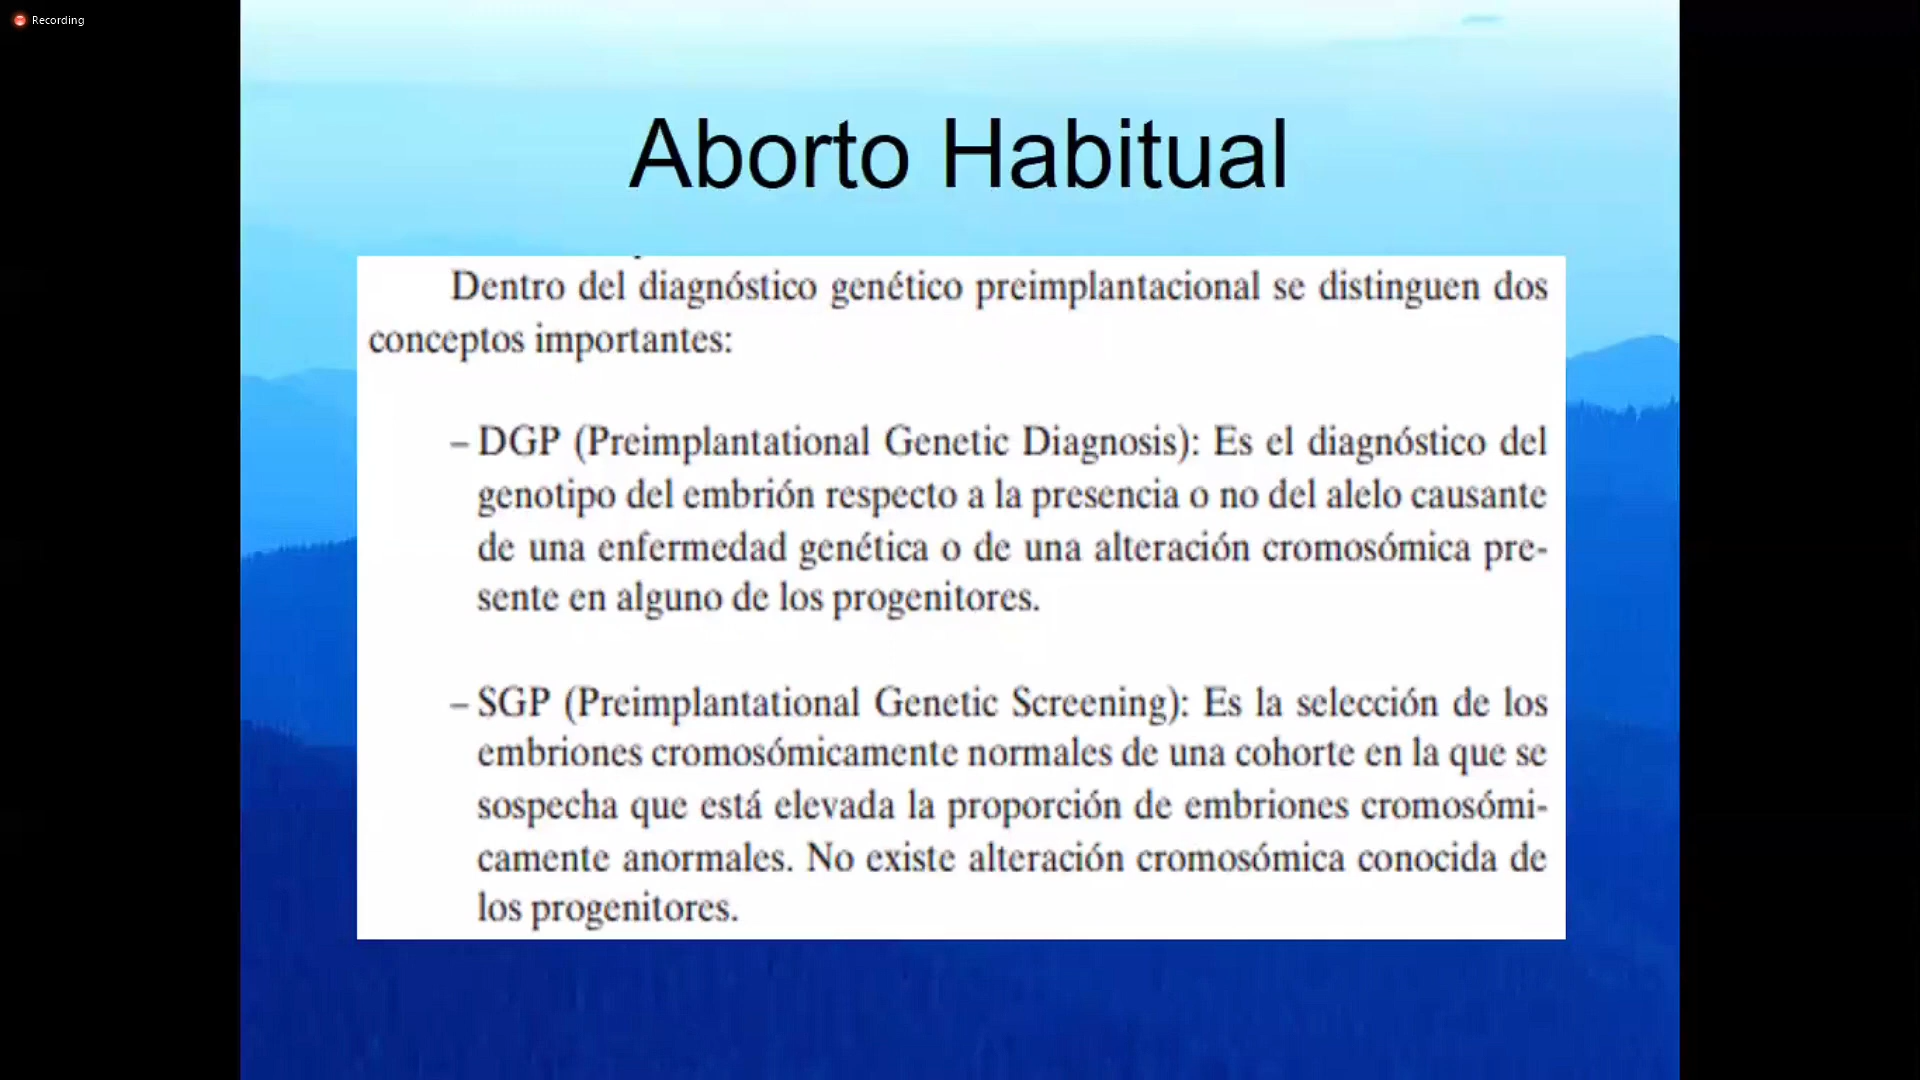 Recording
Aborto Habitual
Dentro del diagnóstico genético preimplantacional se distinguen dos
conceptos importantes:
– DGP (Preimplantational Genetic Diagnosis): Es el diagnóstico del
genotipo del embrión respecto a la presencia o no del alelo causante
de una enfermedad genética o de una alteración cromosómica pre-
sente en alguno de los progenitores.
– SGP (Preimplantational Genetic Screening): Es la selección de los
embriones cromosómicamente normales de una cohorte en la que se
sospecha que está elevada la proporción de embriones cromosómi-
camente anormales. No existe alteración cromosómica conocida de
los progenitores.